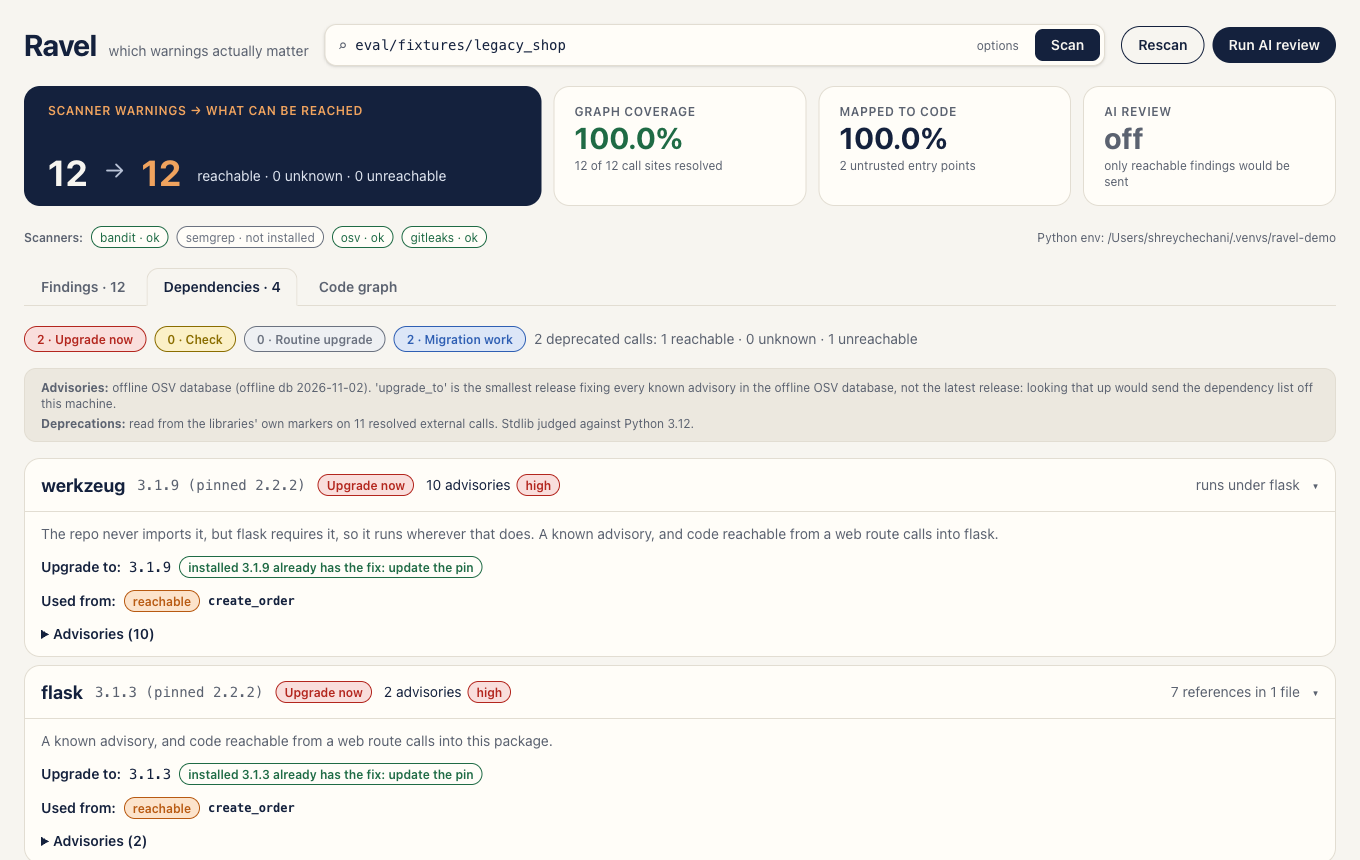 Ravel which warnings actually matter
eval/fixtures/legacy_shop options Scan Rescan Run AI review
SCANNER WARNINGS → WHAT CAN BE REACHED
12 → 12 reachable · 0 unknown · 0 unreachable
GRAPH COVERAGE
100.0%
12 of 12 call sites resolved
MAPPED TO CODE
100.0%
2 untrusted entry points
AI REVIEW
off
only reachable findings would be
sent
Scanners: bandit · ok semgrep · not installed osv · ok gitleaks · ok Python env: /Users/shreychechani/.venvs/ravel-demo
Findings · 12 Dependencies · 4 Code graph
2 · Upgrade now 0 · Check 0 · Routine upgrade 2 · Migration work 2 deprecated calls: 1 reachable · 0 unknown · 1 unreachable
Advisories: offline OSV database (offline db 2026-11-02). 'upgrade_to' is the smallest release fixing every known advisory in the offline OSV database, not the latest release: looking that up would send the dependency list off
this machine.
Deprecations: read from the libraries' own markers on 11 resolved external calls. Stdlib judged against Python 3.12.
werkzeug 3.1.9 (pinned 2.2.2) Upgrade now 10 advisories high runs under flask ▾
The repo never imports it, but flask requires it, so it runs wherever that does. A known advisory, and code reachable from a web route calls into flask.
Upgrade to: 3.1.9 installed 3.1.9 already has the fix: update the pin
Used from: reachable create_order
▶ Advisories (10)
flask 3.1.3 (pinned 2.2.2) Upgrade now 2 advisories high 7 references in 1 file ▾
A known advisory, and code reachable from a web route calls into this package.
Upgrade to: 3.1.3 installed 3.1.3 already has the fix: update the pin
Used from: reachable create_order
▶ Advisories (2)